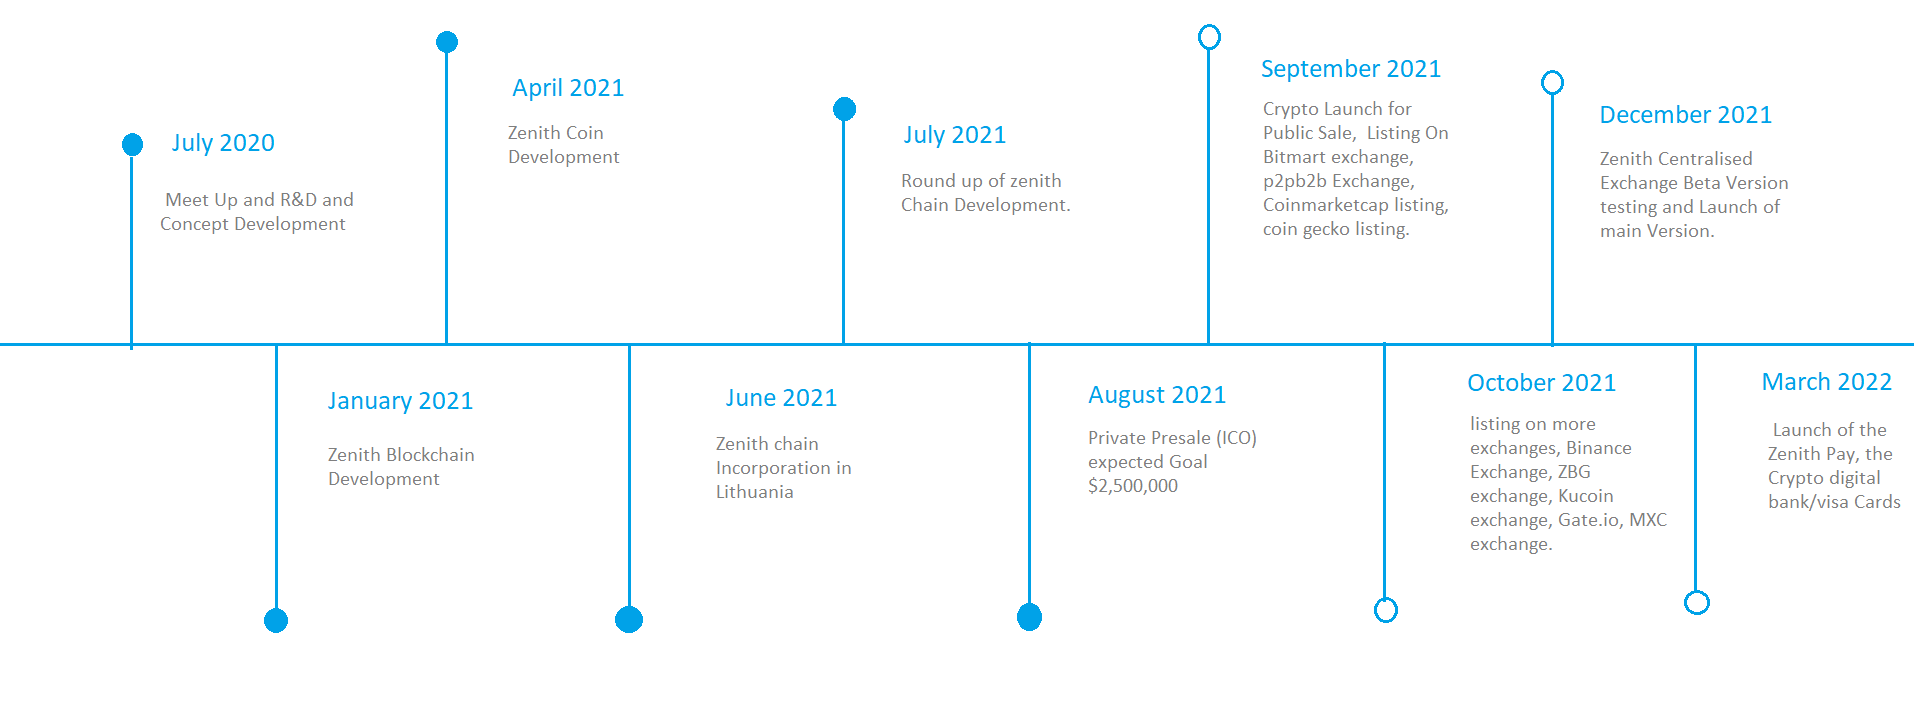 July 2020
Meet Up and R&D and
Concept Development
January 2021
Zenith Blockchain
Development
April 2021
Zenith Coin
Development
June 2021
Zenith chain
Incorporation in
Lithuania
July 2021
Round up of zenith
Chain Development.
August 2021
Private Presale (ICO)
expected Goal
$2,500,000
September 2021
Crypto Launch for
Public Sale,  Listing On
Bitmart exchange,
p2pb2b Exchange,
Coinmarketcap listing,
coin gecko listing.
October 2021
listing on more
exchanges, Binance
Exchange, ZBG
exchange, Kucoin
exchange, Gate.io, MXC
exchange.
December 2021
Zenith Centralised
Exchange Beta Version
testing and Launch of
main Version.
March 2022
Launch of the
Zenith Pay, the
Crypto digital
bank/visa Cards